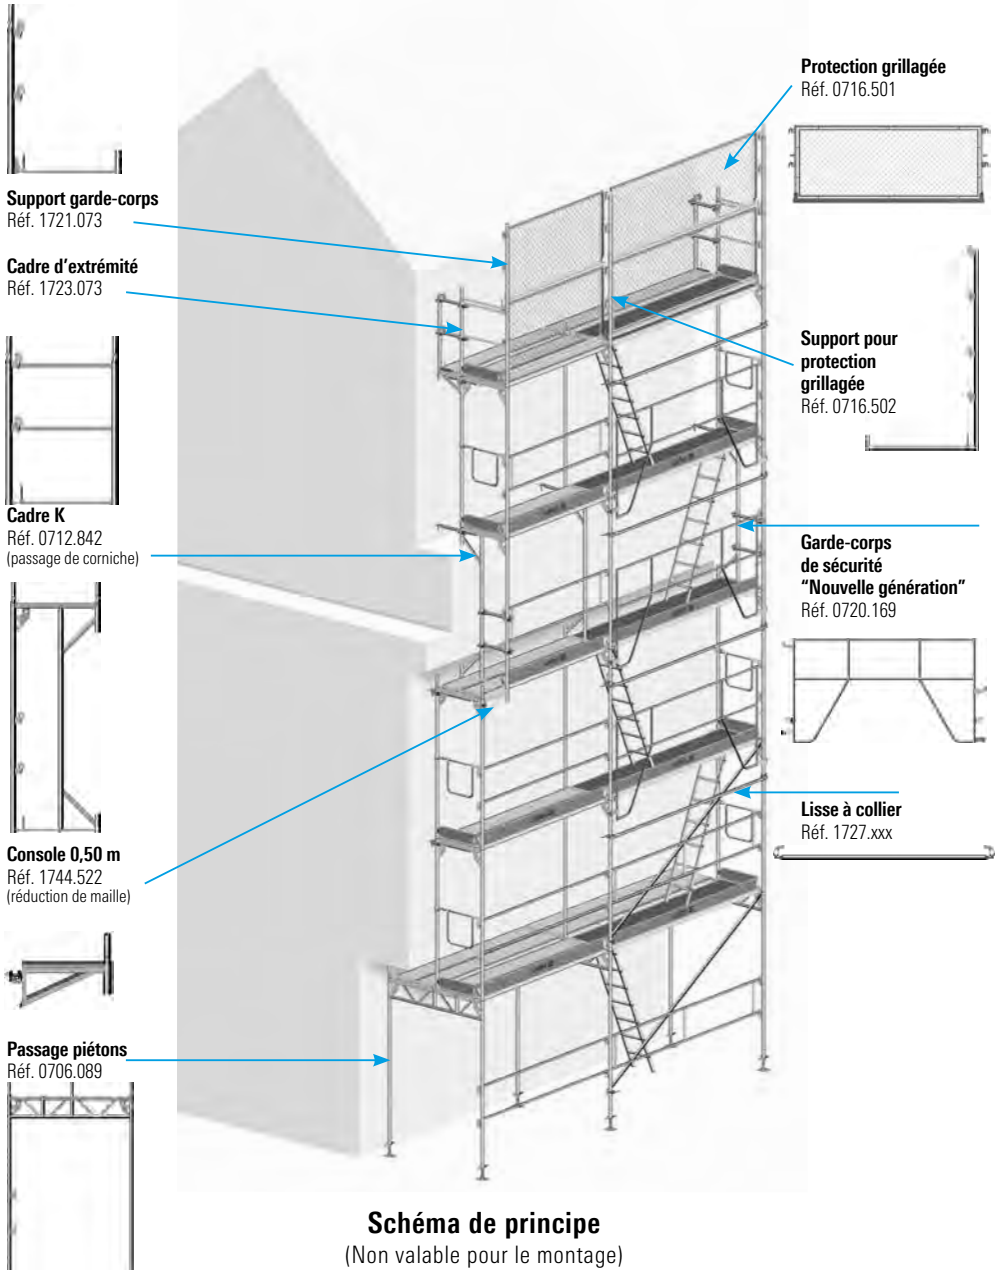 Support garde-corps
Réf. 1721.073
Cadre d'extrémité
Réf. 1723.073
Cadre K
Réf. 0712.842
(passage de corniche)
Console 0,50 m
Réf. 1744.522
(réduction de maille)
Passage piétons
Réf. 0706.089
Protection grillagée
Réf. 0716.501
Support pour
protection
grillagée
Réf. 0716.502
Garde-corps
de sécurité
“Nouvelle génération”
Réf. 0720.169
Lisse à collier
Réf. 1727.xxx
Schéma de principe
(Non valable pour le montage)